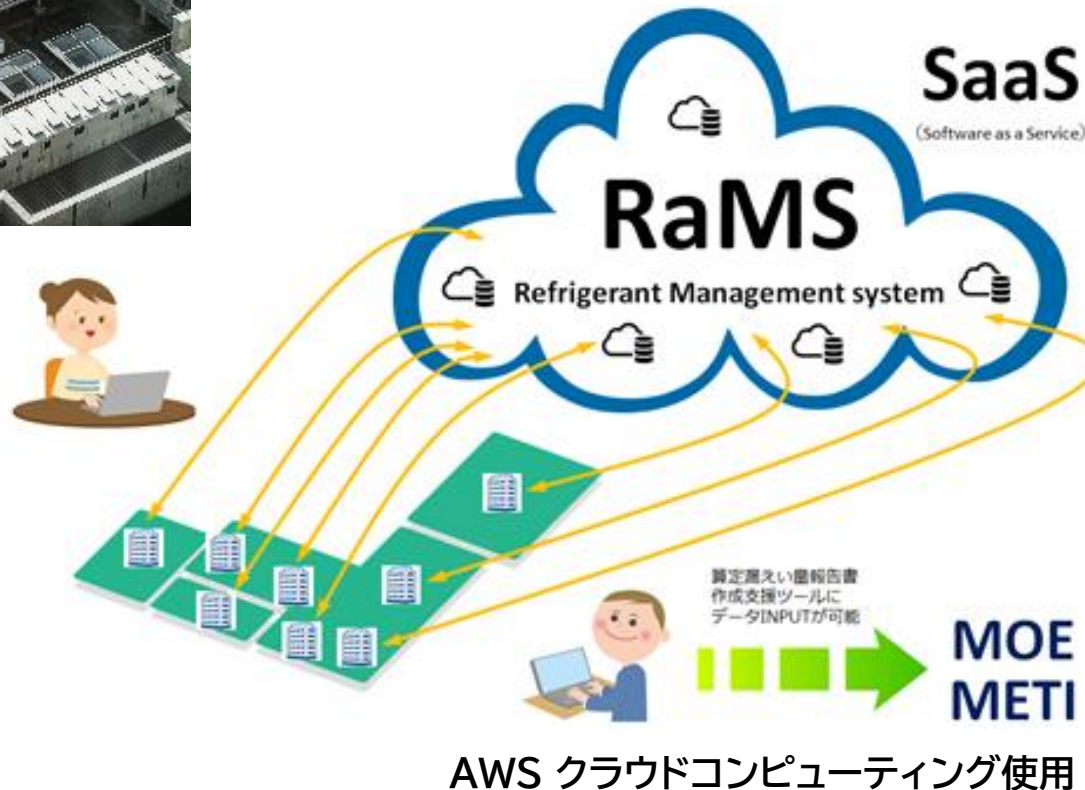 SaaS
（Software as a Service）
RaMS
Refrigerant Management system
算定漏えい量報告書
作成支援ツールに
データINPUTが可能
MOE
METI
AWS クラウドコンピューティング使用